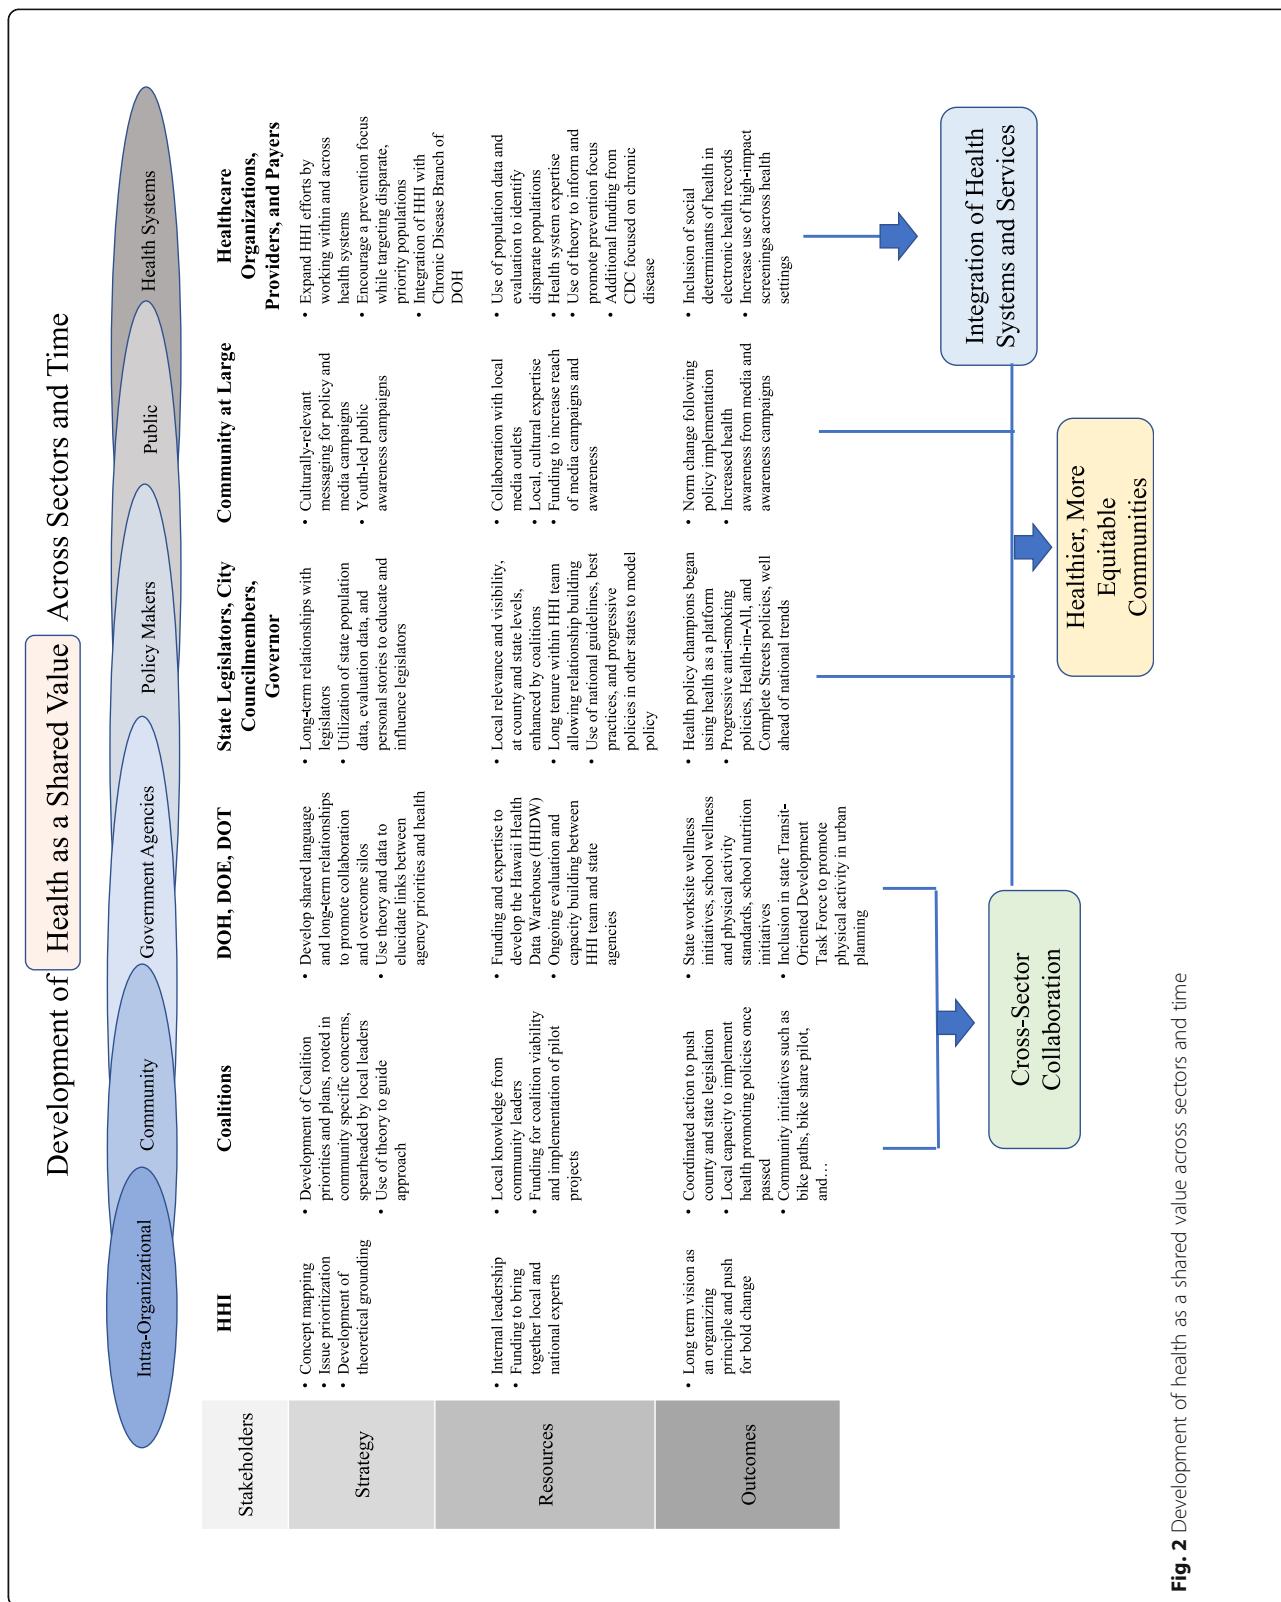 Development of Health as a Shared Value Across Sectors and Time
Intra-Organizational
Community
Government Agencies
Policy Makers
Public
Health Systems
Stakeholders
HHI
Coalitions
DOH, DOE, DOT
State Legislators, City
Councilmembers,
Governor
Community at Large
Healthcare
Organizations,
Providers, and Payers
Strategy
• Concept mapping
• Issue prioritization
• Development of
theoretical grounding
• Development of Coalition
priorities and plans, rooted in
community specific concerns,
spearheaded by local leaders
• Use of theory to guide
approach
• Develop shared language
and long-term relationships
to promote collaboration
and overcome silos
• Use theory and data to
elucidate links between
agency priorities and health
• Long-term relationships with
legislators
• Utilization of state population
data, evaluation data, and
personal stories to educate and
influence legislators
• Culturally-relevant
messaging for policy and
media campaigns
• Youth-led public
awareness campaigns
• Expand HHI efforts by
working within and across
health systems
• Encourage a prevention focus
while targeting disparate,
priority populations
• Integration of HHI with
Chronic Disease Branch of
DOH
Resources
• Internal leadership
• Funding to bring
together local and
national experts
• Local knowledge from
community leaders
• Funding for coalition viability
and implementation of pilot
projects
• Funding and expertise to
develop the Hawaii Health
Data Warehouse (HHDW)
• Ongoing evaluation and
capacity building between
HHI team and state
agencies
• Local relevance and visibility,
at county and state levels,
enhanced by coalitions
• Long tenure within HHI team
allowing relationship building
• Use of national guidelines, best
practices, and progressive
policies in other states to model
policy
• Collaboration with local
media outlets
• Local, cultural expertise
• Funding to increase reach
of media campaigns and
awareness
• Use of population data and
evaluation to identify
disparate populations
• Health system expertise
• Use of theory to inform and
promote prevention focus
• Additional funding from
CDC focused on chronic
disease
Outcomes
• Long term vision as
an organizing
principle and push
for bold change
• Coordinated action to push
county and state legislation
• Local capacity to implement
health promoting policies once
passed
• Community initiatives such as
bike paths, bike share pilot,
and...
• State worksite wellness
initiatives, school wellness
and physical activity
standards, school nutrition
initiatives
• Inclusion in state Transit-
Oriented Development
Task Force to promote
physical activity in urban
planning
• Health policy champions began
using health as a platform
• Progressive anti-smoking
policies, Health-in-All, and
Complete Streets policies, well
ahead of national trends
• Norm change following
policy implementation
• Increased health
awareness from media and
awareness campaigns
• Inclusion of social
determinants of health in
electronic health records
• Increase use of high-impact
screenings across health
settings
Cross-Sector
Collaboration
Healthier, More
Equitable
Communities
Integration of Health
Systems and Services
Fig. 2 Development of health as a shared value across sectors and time